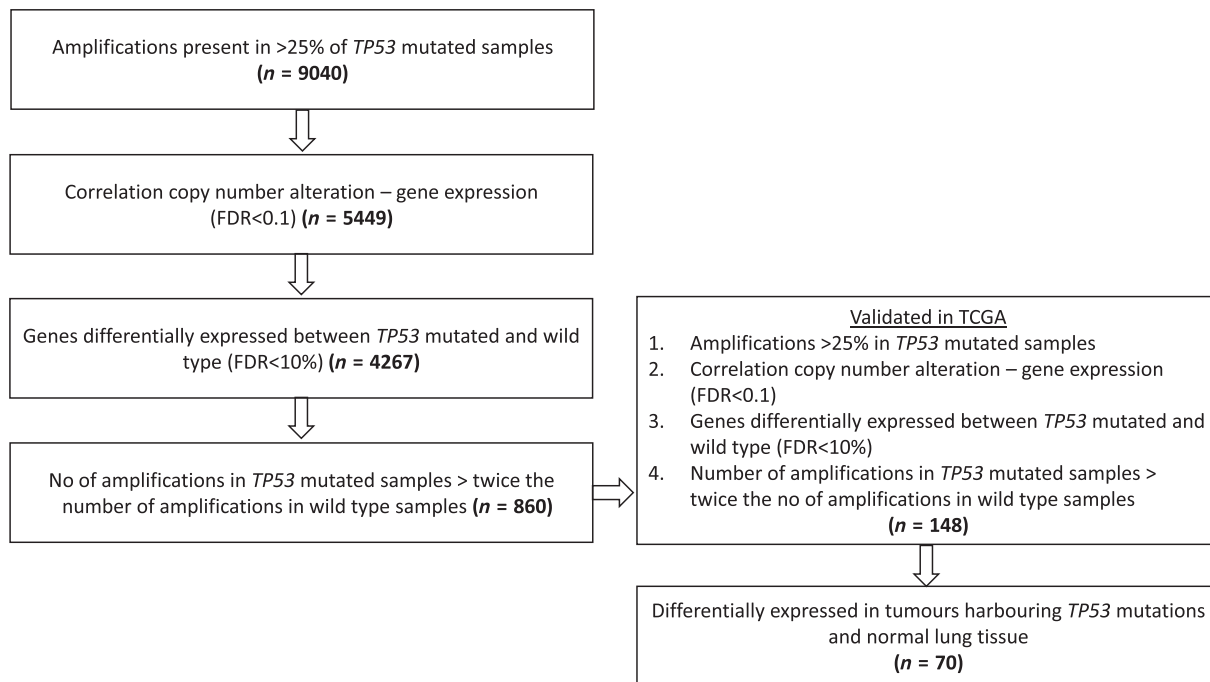 Amplifications present in >25% of TP53 mutated samples
(n = 9040)
Correlation copy number alteration – gene expression
(FDR<0.1) (n = 5449)
Genes differentially expressed between TP53 mutated and wild
type (FDR<10%) (n = 4267)
No of amplifications in TP53 mutated samples > twice the
number of amplifications in wild type samples (n = 860)
Validated in TCGA
1. Amplifications >25% in TP53 mutated samples
2. Correlation copy number alteration – gene expression
(FDR<0.1)
3. Genes differentially expressed between TP53 mutated and
wild type (FDR<10%)
4. Number of amplifications in TP53 mutated samples >
twice the no of amplifications in wild type samples
(n = 148)
Differentially expressed in tumours harbouring TP53 mutations
and normal lung tissue
(n = 70)